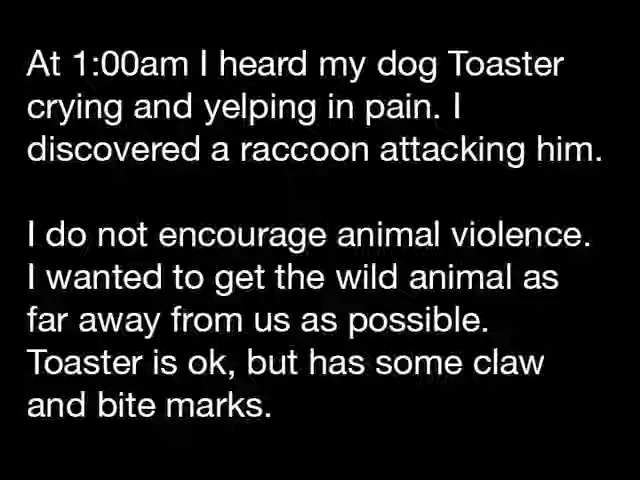 At 1:00am I heard my dog Toaster
crying and yelping in pain. I
discovered a raccoon attacking him.
I do not encourage animal violence.
I wanted to get the wild animal as
far away from us as possible.
Toaster is ok, but has some claw
and bite marks.